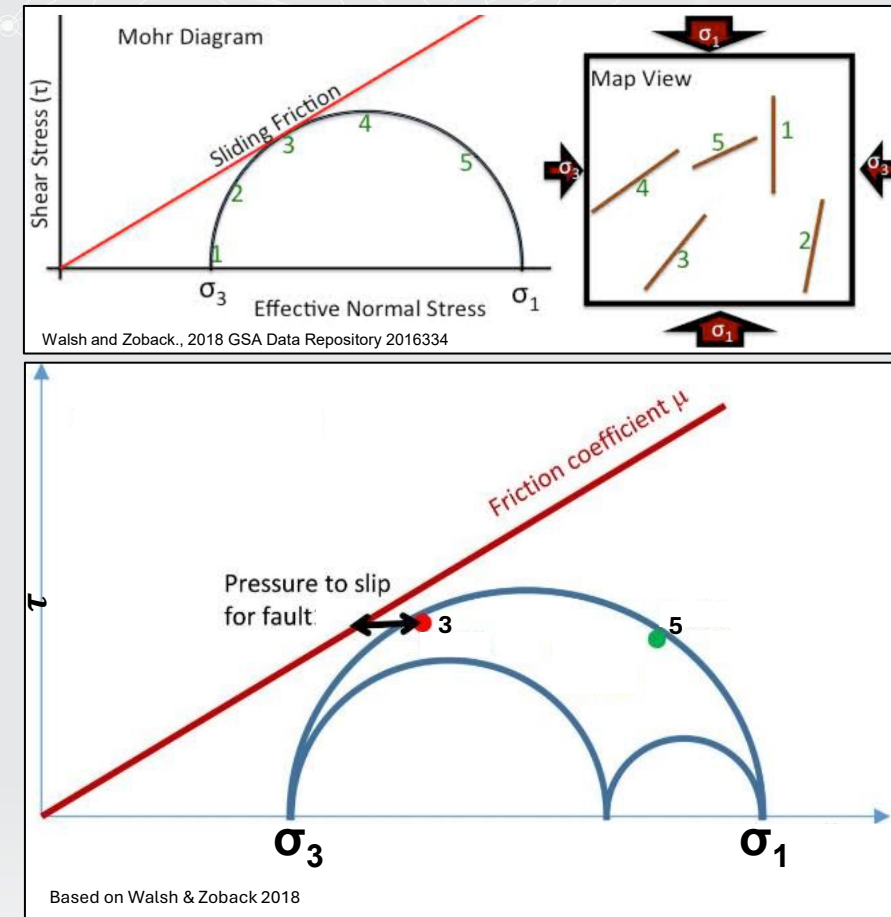 Mohr Diagram
Shear Stress (τ)
Sliding Friction
1
2
3
4
5
σ3
σ1
Effective Normal Stress
Walsh and Zoback., 2018 GSA Data Repository 2016334
σ1
Map View
σ3
σ3
1
5
4
2
3
σ1
Friction coefficient μ
Pressure to slip
for fault:
τ
3
5
σ3
σ1
Based on Walsh & Zoback 2018